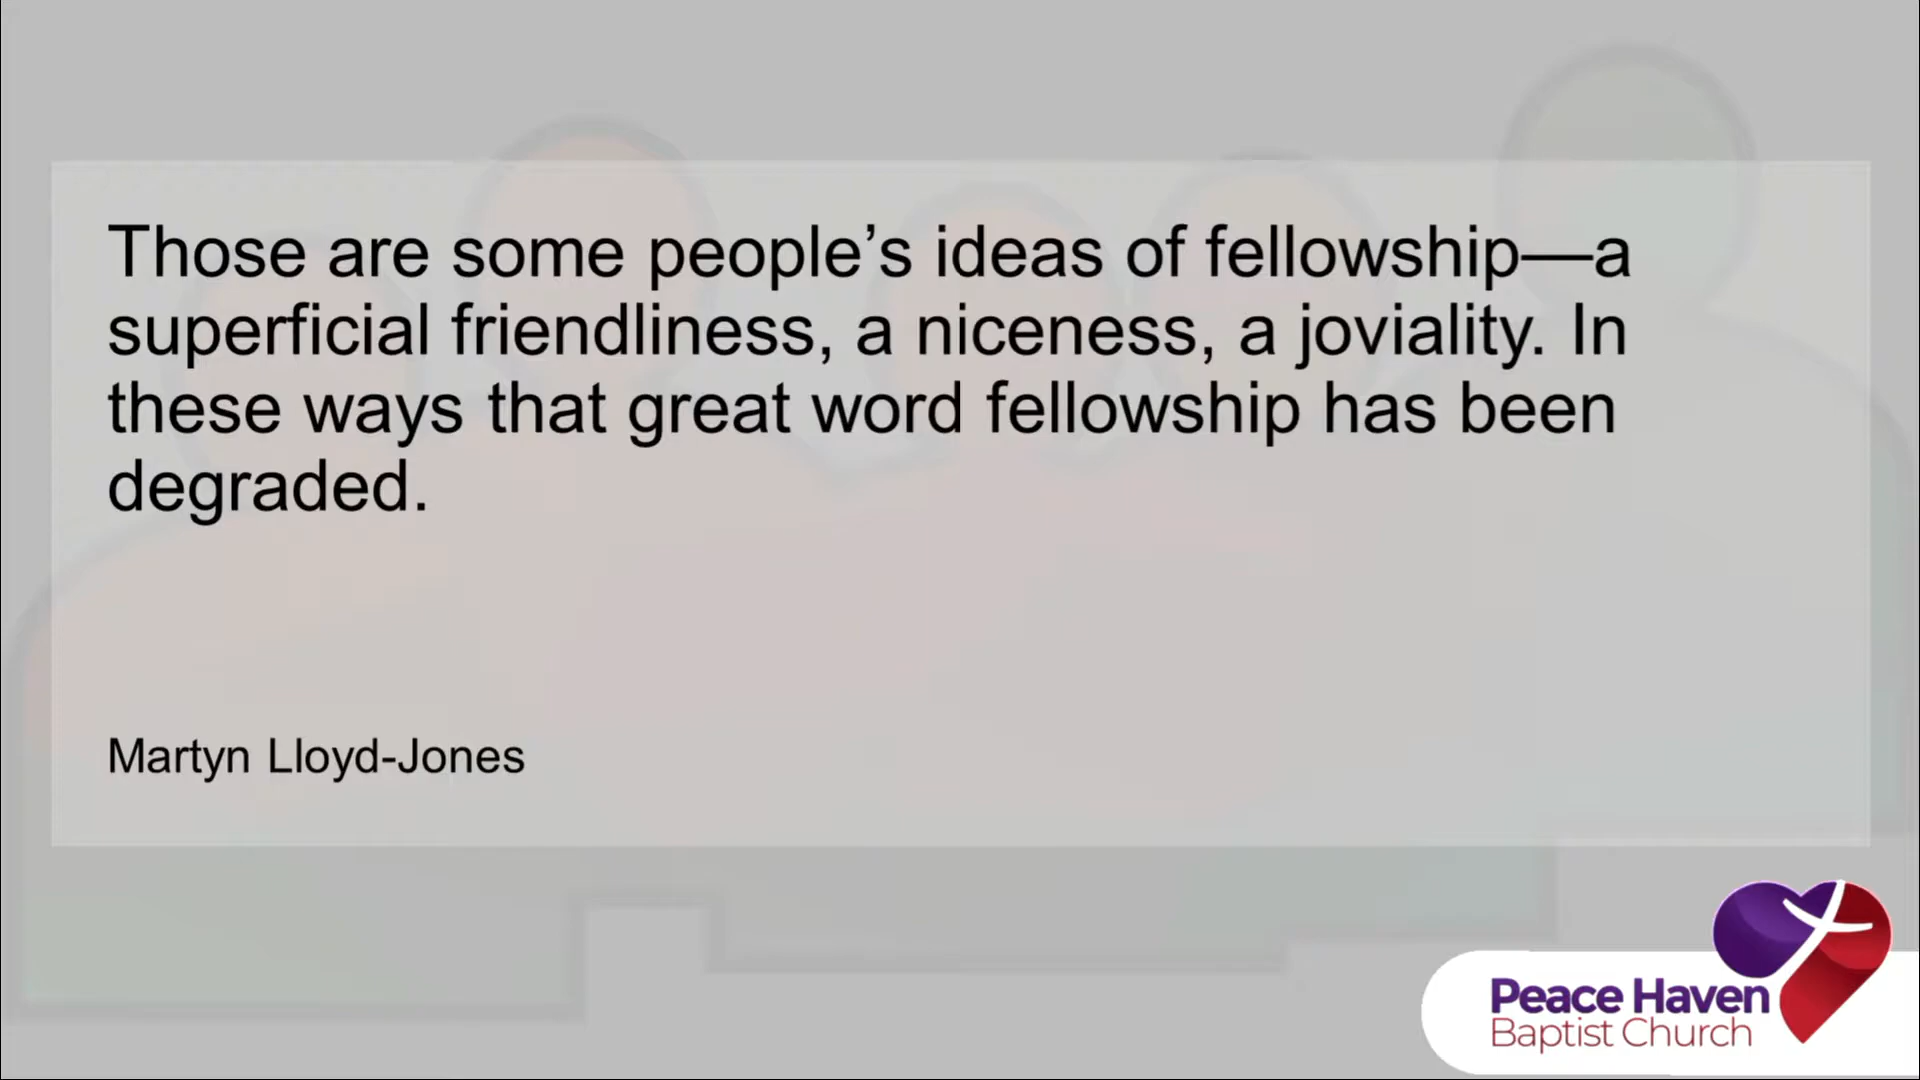 Those are some people’s ideas of fellowship—a
superficial friendliness, a niceness, a joviality. In
these ways that great word fellowship has been
degraded.
Martyn Lloyd-Jones
Peace Haven
Baptist Church